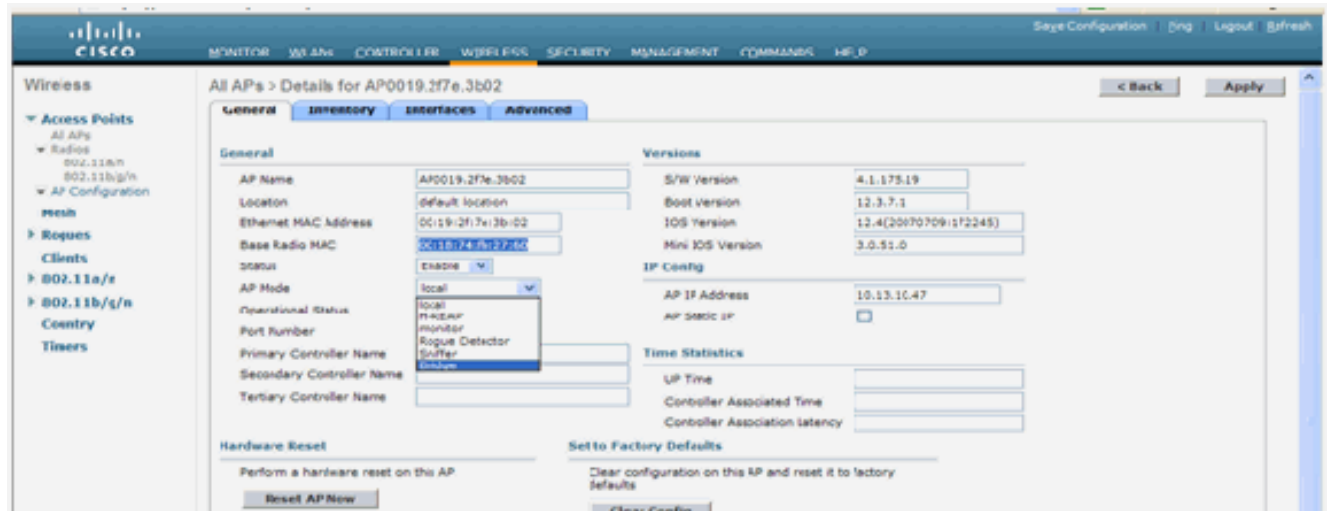 CISCO
Save Configuration | Ping | Logout | Refresh
MONITOR WLANs CONTROLLER WIRELESS SECURITY MANAGEMENT COMMANDS HELP
Wireless
Access Points
All APs
Radios
802.11a/n
802.11b/g/n
AP Configuration
Mesh
Rogues
Clients
802.11a/n
802.11b/g/n
Country
Timers
All APs > Details for AP0019.2f7e.3b02
< Back
Apply
General Inventory Interfaces Advanced
General
AP Name AP0019.2f7e.3b02
Location default location
Ethernet MAC Address 00:19:2f:7e:3b:02
Base Radio MAC
Status Enable
AP Mode local
local
monitor
Rogue Detector
Sniffer
Bridge
Operational Status
Port Number
Primary Controller Name
Secondary Controller Name
Tertiary Controller Name
Versions
S/W Version 4.1.175.19
Boot Version 12.3.7.1
IOS Version
Mini IOS Version 3.0.51.0
IP Config
AP IP Address 10.13.10.47
AP Static IP
Time Statistics
UP Time
Controller Associated Time
Controller Association Latency
Hardware Reset
Perform a hardware reset on this AP
Reset AP Now
Set to Factory Defaults
Clear configuration on this AP and reset it to factory
defaults
Clear Config